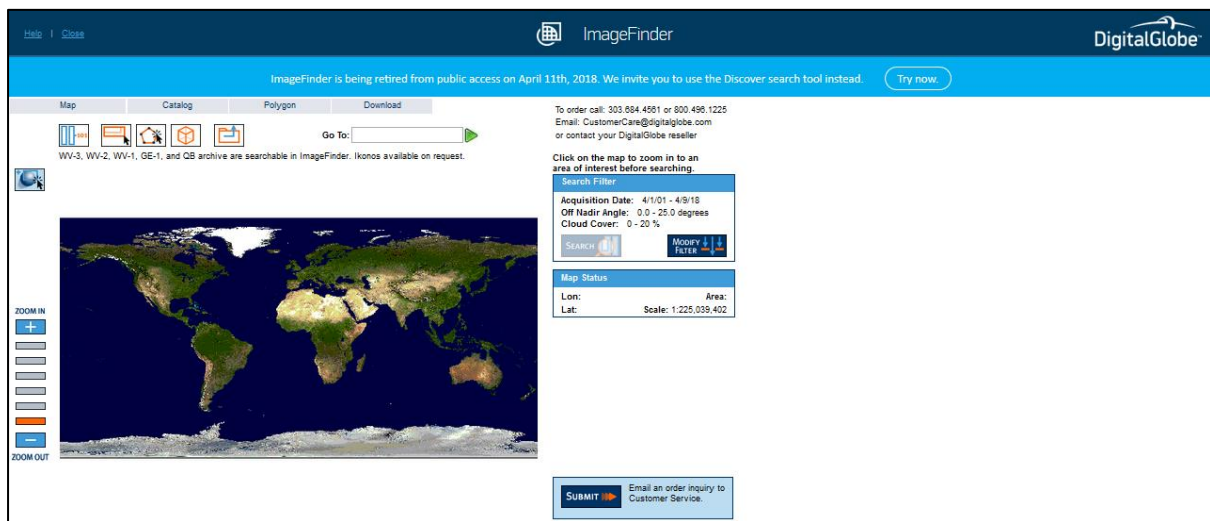 Help | Close
ImageFinder
DigitalGlobe
ImageFinder is being retired from public access on April 11th, 2018. We invite you to use the Discover search tool instead.
Try now.
Map
Catalog
Polygon
Download
Go To:
WV-3, WV-2, WV-1, GE-1, and QB archive are searchable in ImageFinder. Ikonos available on request.
ZOOM IN
ZOOM OUT
To order call: 303.684.4561 or 800.496.1225
Email: CustomerCare@digitalglobe.com
or contact your DigitalGlobe reseller
Click on the map to zoom in to an
area of interest before searching.
Search Filter
Acquisition Date: 4/1/01 - 4/9/18
Off Nadir Angle: 0.0 - 25.0 degrees
Cloud Cover: 0 - 20 %
SEARCH
MODIFY
FILTER
Map Status
Lon:
Area:
Lat:
Scale: 1:225,039,402
SUBMIT
Email an order inquiry to
Customer Service.